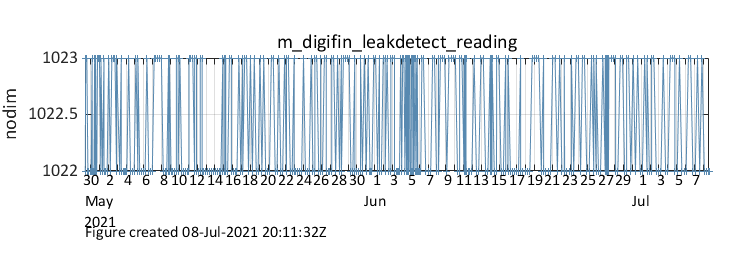 m_digifin_leakdetect_reading
1023
1022.5
1022
nodim
30 2 4 6 8 10 12 14 16 18 20 22 24 26 28 30 1 3 5 7 9 11 13 15 17 19 21 23 25 27 29 1 3 5 7
May Jun Jul
2021
Figure created 08-Jul-2021 20:11:32Z